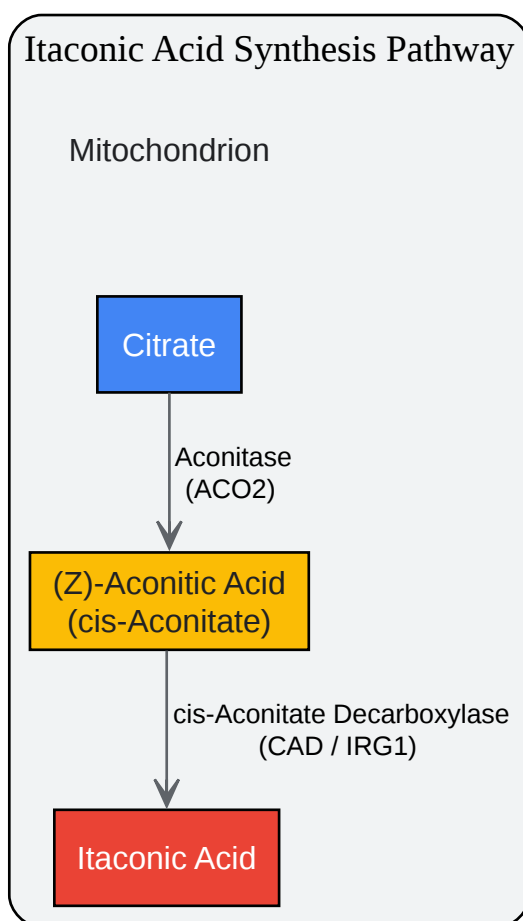 Itaconic Acid Synthesis Pathway
Mitochondrion
Citrate
Aconitase
(ACO2)
(Z)-Aconitic Acid
(cis-Aconitate)
cis-Aconitate Decarboxylase
(CAD / IRG1)
Itaconic Acid